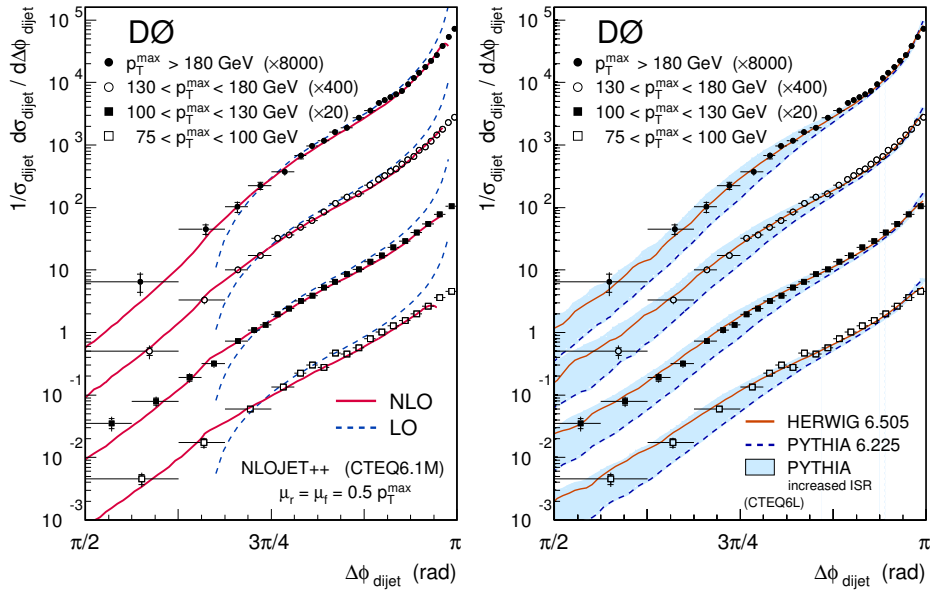 1/σ_dijet dσ_dijet / dΔϕ_dijet
10^5
10^4
10^3
10^2
10
1
10^-1
10^-2
10^-3
DØ
p_T^max > 180 GeV (×8000)
130 < p_T^max < 180 GeV (×400)
100 < p_T^max < 130 GeV (×20)
75 < p_T^max < 100 GeV
NLO
LO
NLOJET++ (CTEQ6.1M)
μ_r = μ_f = 0.5 p_T^max
π/2 3π/4 π
Δϕ_dijet (rad)
1/σ_dijet dσ_dijet / dΔϕ_dijet
10^5
10^4
10^3
10^2
10
1
10^-1
10^-2
10^-3
DØ
p_T^max > 180 GeV (×8000)
130 < p_T^max < 180 GeV (×400)
100 < p_T^max < 130 GeV (×20)
75 < p_T^max < 100 GeV
HERWIG 6.505
PYTHIA 6.225
PYTHIA
increased ISR
(CTEQ6L)
π/2 3π/4 π
Δϕ_dijet (rad)